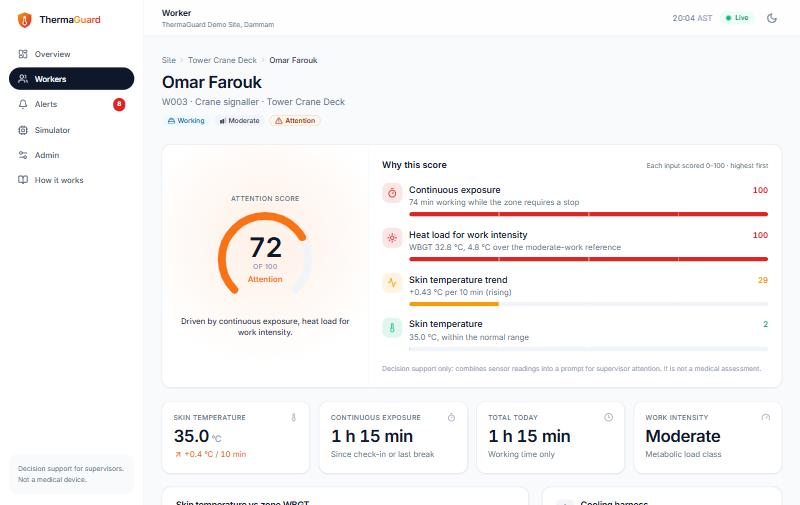 ThermaGuard
Overview
Workers
Alerts
8
Simulator
Admin
How it works
Decision support for supervisors.
Not a medical device.
Worker
ThermaGuard Demo Site, Dammam
20:04 AST
Live
Site › Tower Crane Deck › Omar Farouk
Omar Farouk
W003 · Crane signaller · Tower Crane Deck
Working
Moderate
Attention
ATTENTION SCORE
72
OF 100
Attention
Driven by continuous exposure, heat load for
work intensity.
Why this score
Each input scored 0–100 · highest first
Continuous exposure 100
74 min working while the zone requires a stop
Heat load for work intensity 100
WBGT 32.8 °C, 4.8 °C over the moderate-work reference
Skin temperature trend 29
+0.43 °C per 10 min (rising)
Skin temperature 2
35.0 °C, within the normal range
Decision support only: combines sensor readings into a prompt for supervisor attention. It is not a medical assessment.
SKIN TEMPERATURE
35.0 °C
+0.4 °C / 10 min
CONTINUOUS EXPOSURE
1 h 15 min
Since check-in or last break
TOTAL TODAY
1 h 15 min
Working time only
WORK INTENSITY
Moderate
Metabolic load class
Skin temperature vs zone WBGT
Cooling harness